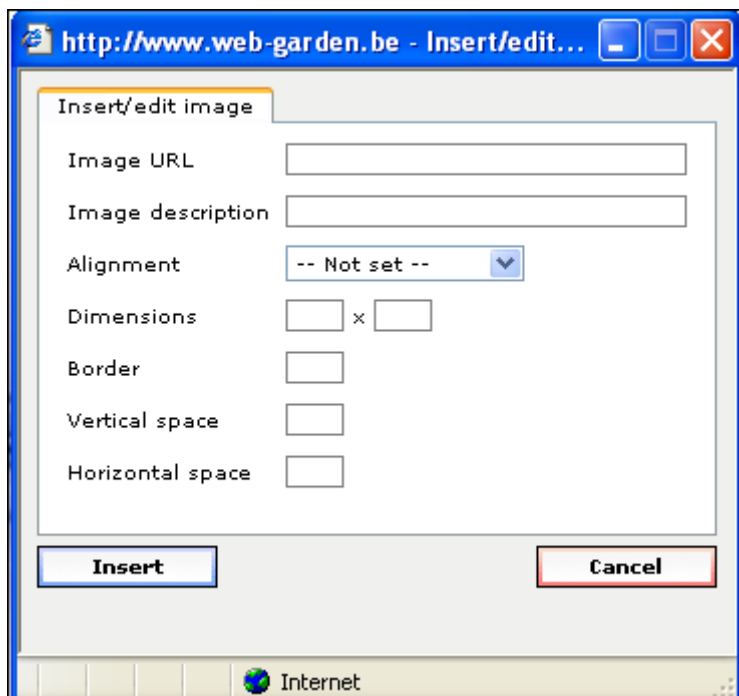 http://www.web-garden.be - Insert/edit...
Insert/edit image
Image URL
Image description
Alignment -- Not set --
Dimensions x
Border
Vertical space
Horizontal space
Insert Cancel
Internet